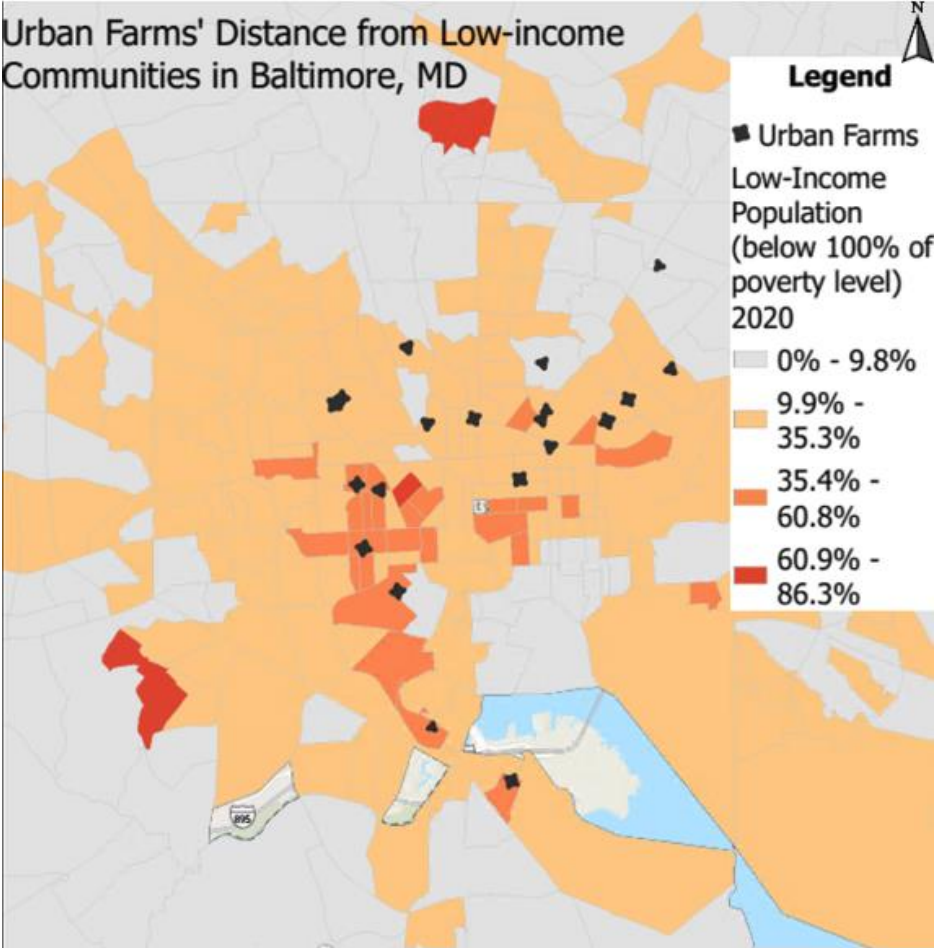 Urban Farms' Distance from Low-income
Communities in Baltimore, MD
N
Legend
Urban Farms
Low-Income
Population
(below 100% of
poverty level)
2020
0% - 9.8%
9.9% -
35.3%
35.4% -
60.8%
60.9% -
86.3%
895